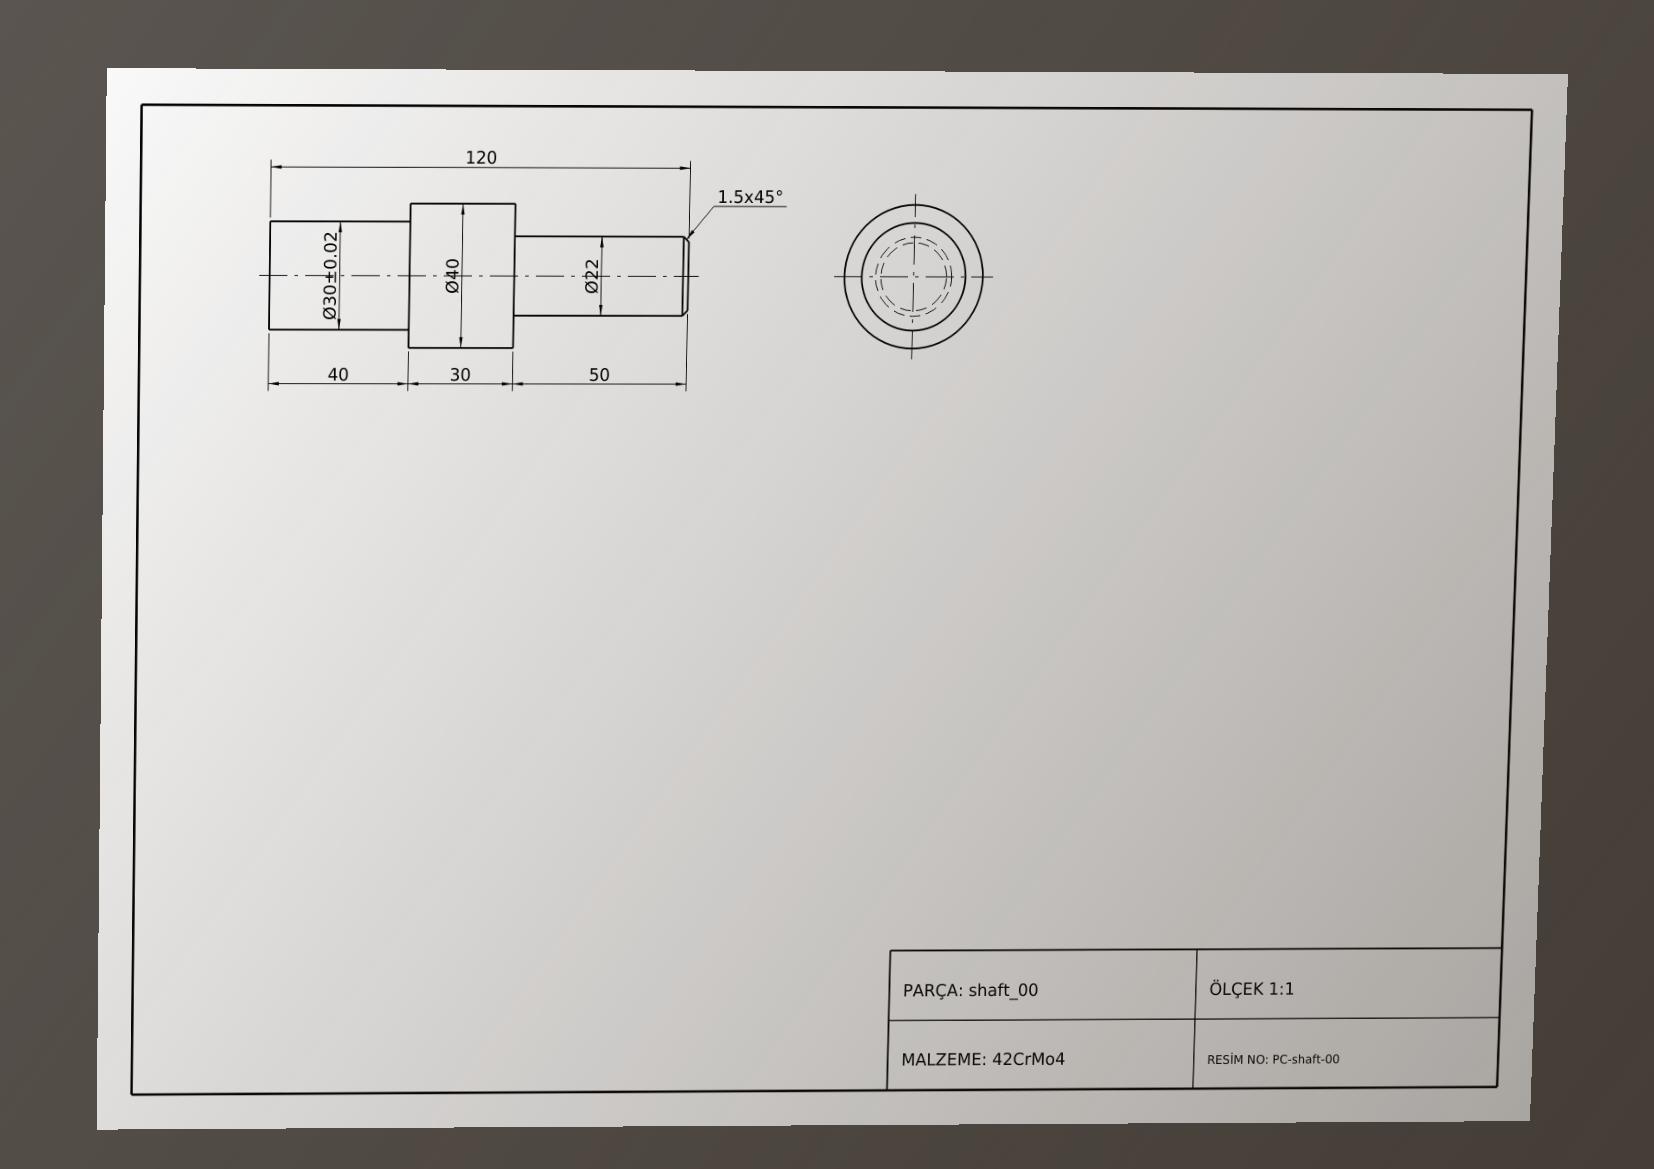 120
1.5x45°
Ø30±0.02
Ø40
Ø22
40
30
50
PARÇA: shaft_00
ÖLÇEK 1:1
MALZEME: 42CrMo4
RESİM NO: PC-shaft-00